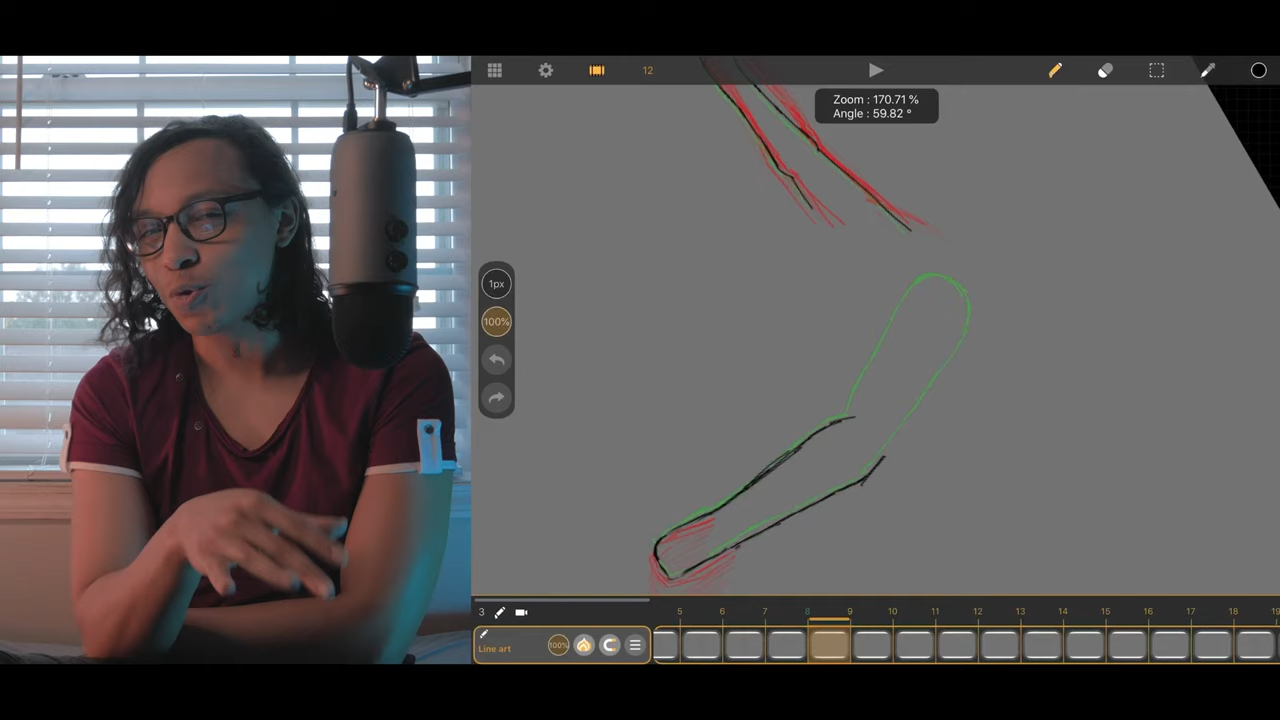 12
Zoom : 170.71 %
Angle : 59.82 °
1px
100%
3
5 6 7 8 9 10 11 12 13 14 15 16 17 18 19
100%
Line art